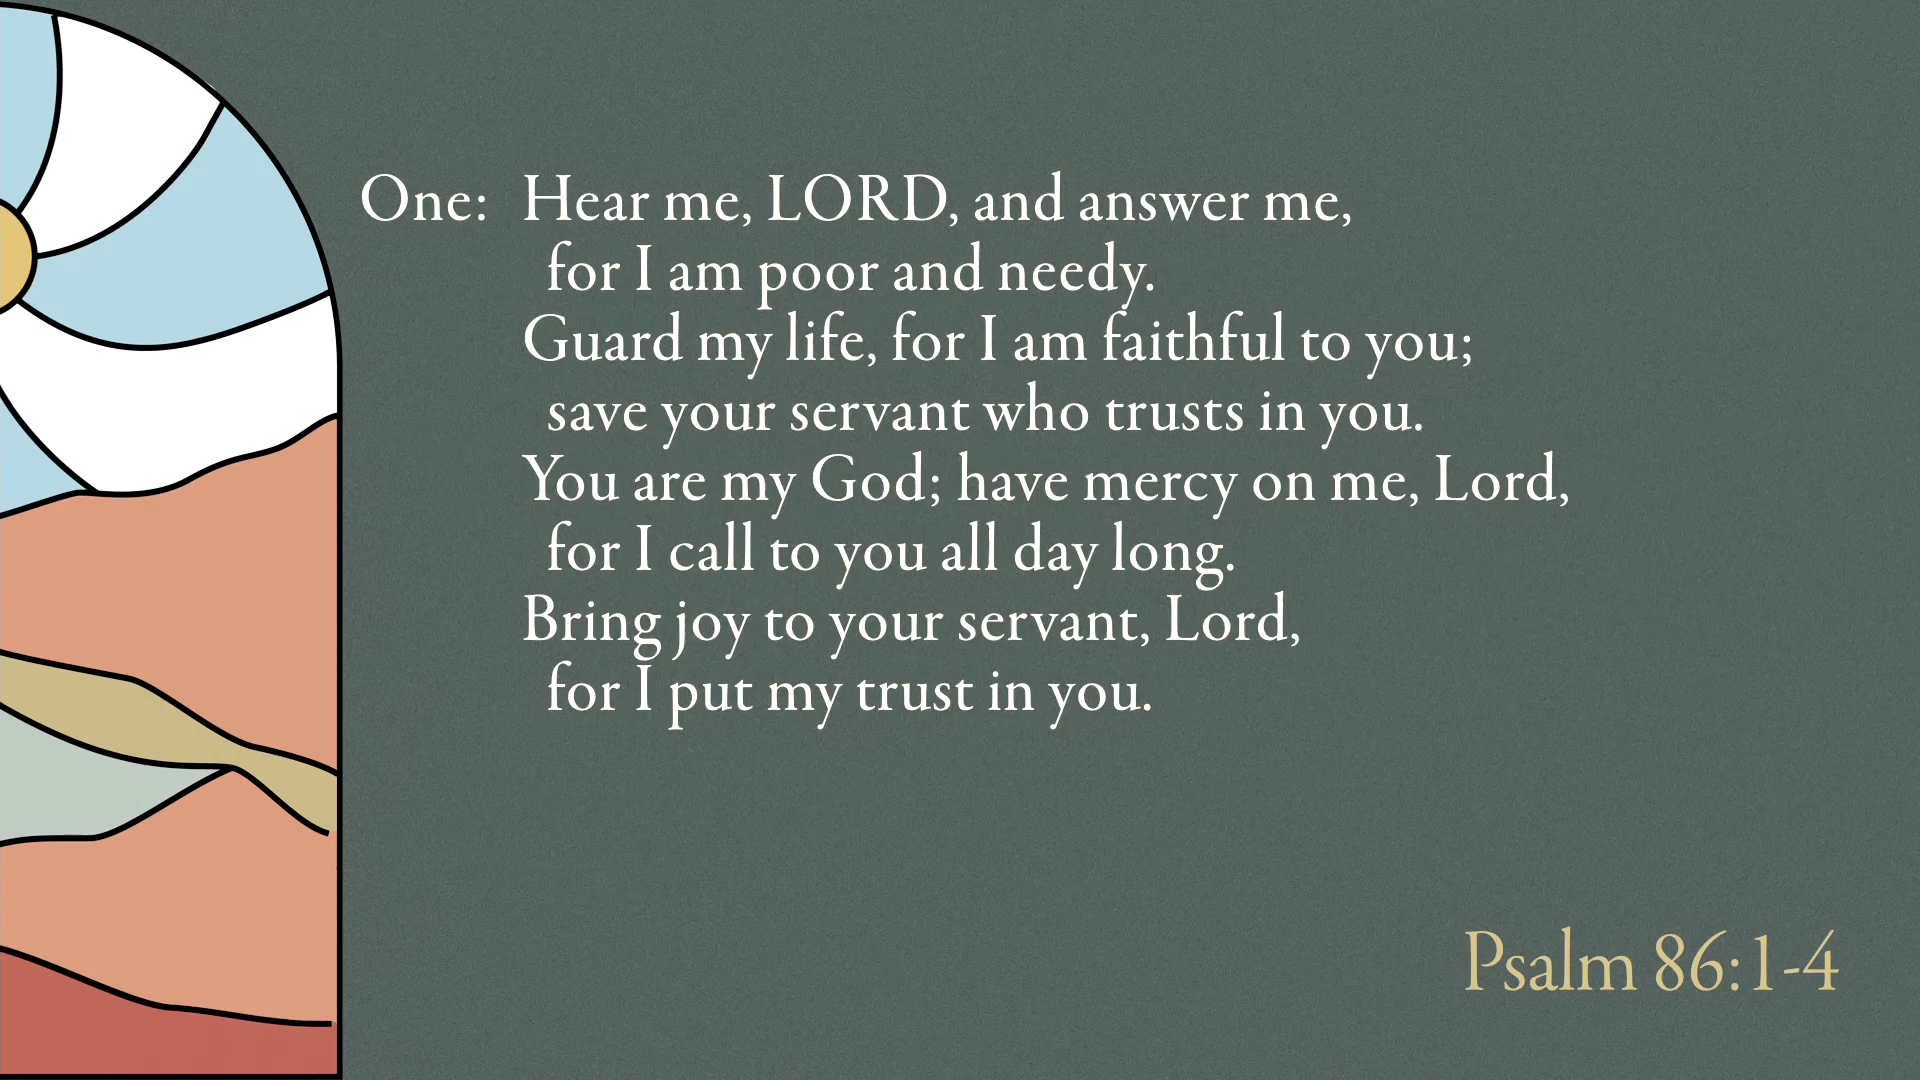 One: Hear me, LORD, and answer me,
for I am poor and needy.
Guard my life, for I am faithful to you;
save your servant who trusts in you.
You are my God; have mercy on me, Lord,
for I call to you all day long.
Bring joy to your servant, Lord,
for I put my trust in you.
Psalm 86:1-4